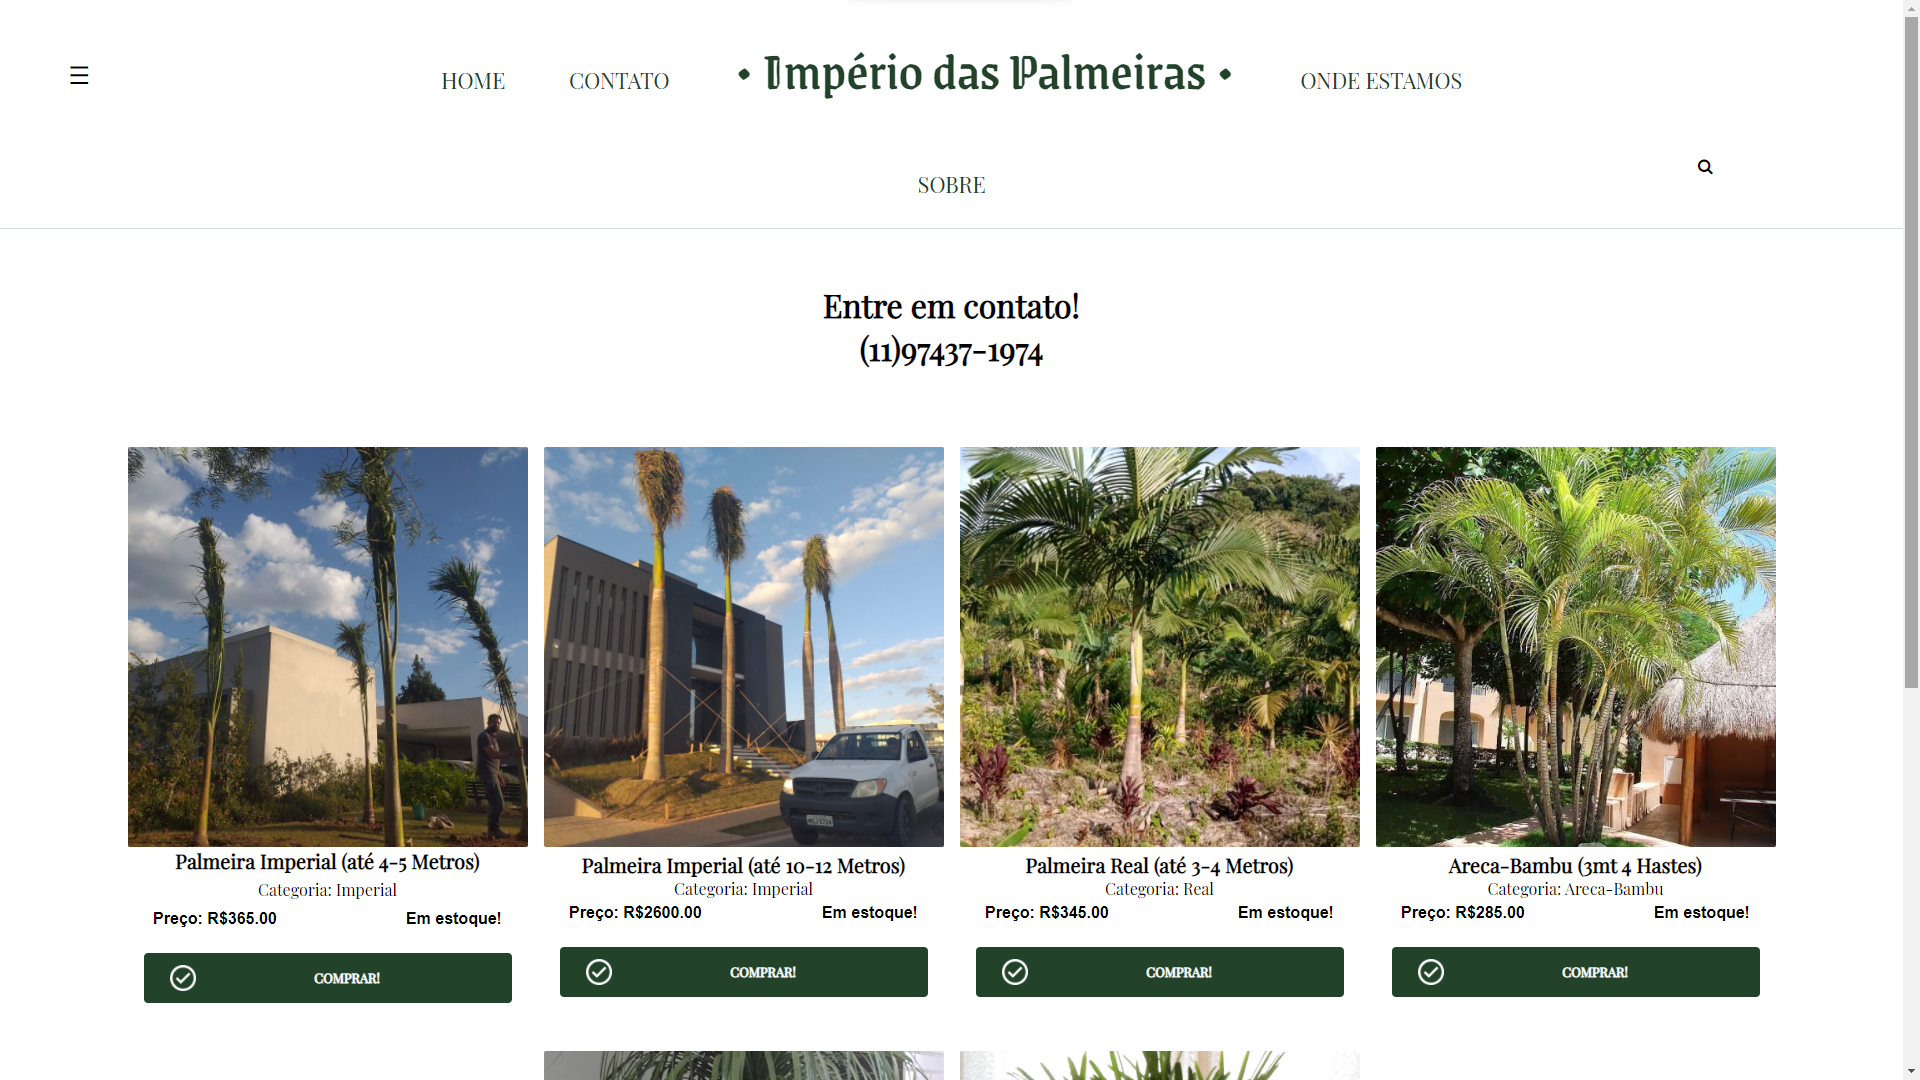 ☰
HOME
CONTATO
• Império das Palmeiras •
ONDE ESTAMOS
SOBRE
Entre em contato!
(11)97437-1974
Palmeira Imperial (até 4-5 Metros)
Categoria: Imperial
Preço: R$365.00
Em estoque!
COMPRAR!
Palmeira Imperial (até 10-12 Metros)
Categoria: Imperial
Preço: R$2600.00
Em estoque!
COMPRAR!
Palmeira Real (até 3-4 Metros)
Categoria: Real
Preço: R$345.00
Em estoque!
COMPRAR!
Areca-Bambu (3mt 4 Hastes)
Categoria: Areca-Bambu
Preço: R$285.00
Em estoque!
COMPRAR!